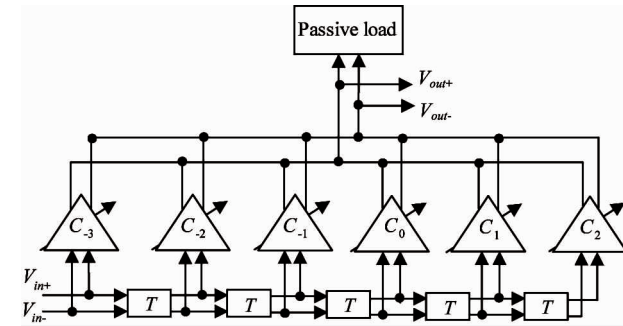 Passive load
Vout+
Vout-
C-3 C-2 C-1 C0 C1 C2
Vin+
Vin-
T T T T T